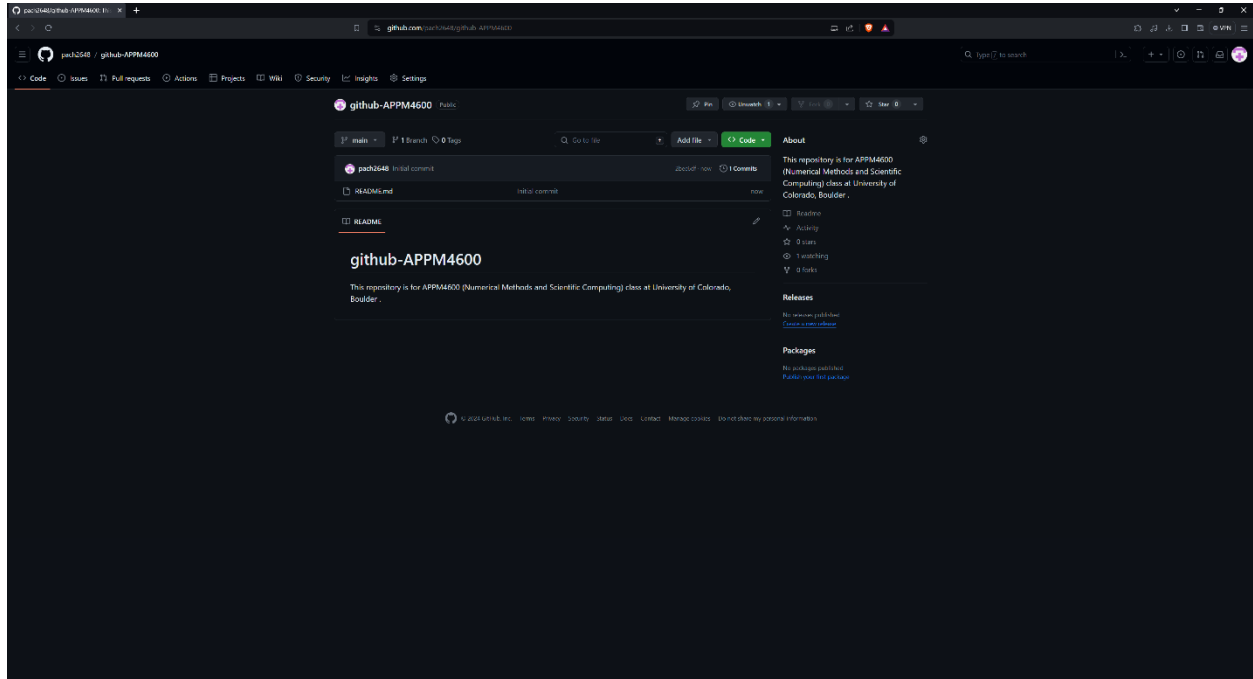 github.com/pach2648/github-APPM4600
VPN
pach2648 / github-APPM4600
Type / to search
Code Issues Pull requests Actions Projects Wiki Security Insights Settings
github-APPM4600 Public
Pin Unwatch 1 Fork 0 Star 0
main 1 Branch 0 Tags
Go to file
Add file Code
pach2648 Initial commit
now 1 Commits
README.md Initial commit now
README
github-APPM4600
This repository is for APPM4600 (Numerical Methods and Scientific Computing) class at University of Colorado,
Boulder .
About
This repository is for APPM4600
(Numerical Methods and Scientific
Computing) class at University of
Colorado, Boulder .
Readme
Activity
0 stars
1 watching
0 forks
Releases
No releases published
Create a new release
Packages
No packages published
Publish your first package
© 2024 GitHub, Inc. Terms Privacy Security Status Docs Contact Manage cookies Do not share my personal information